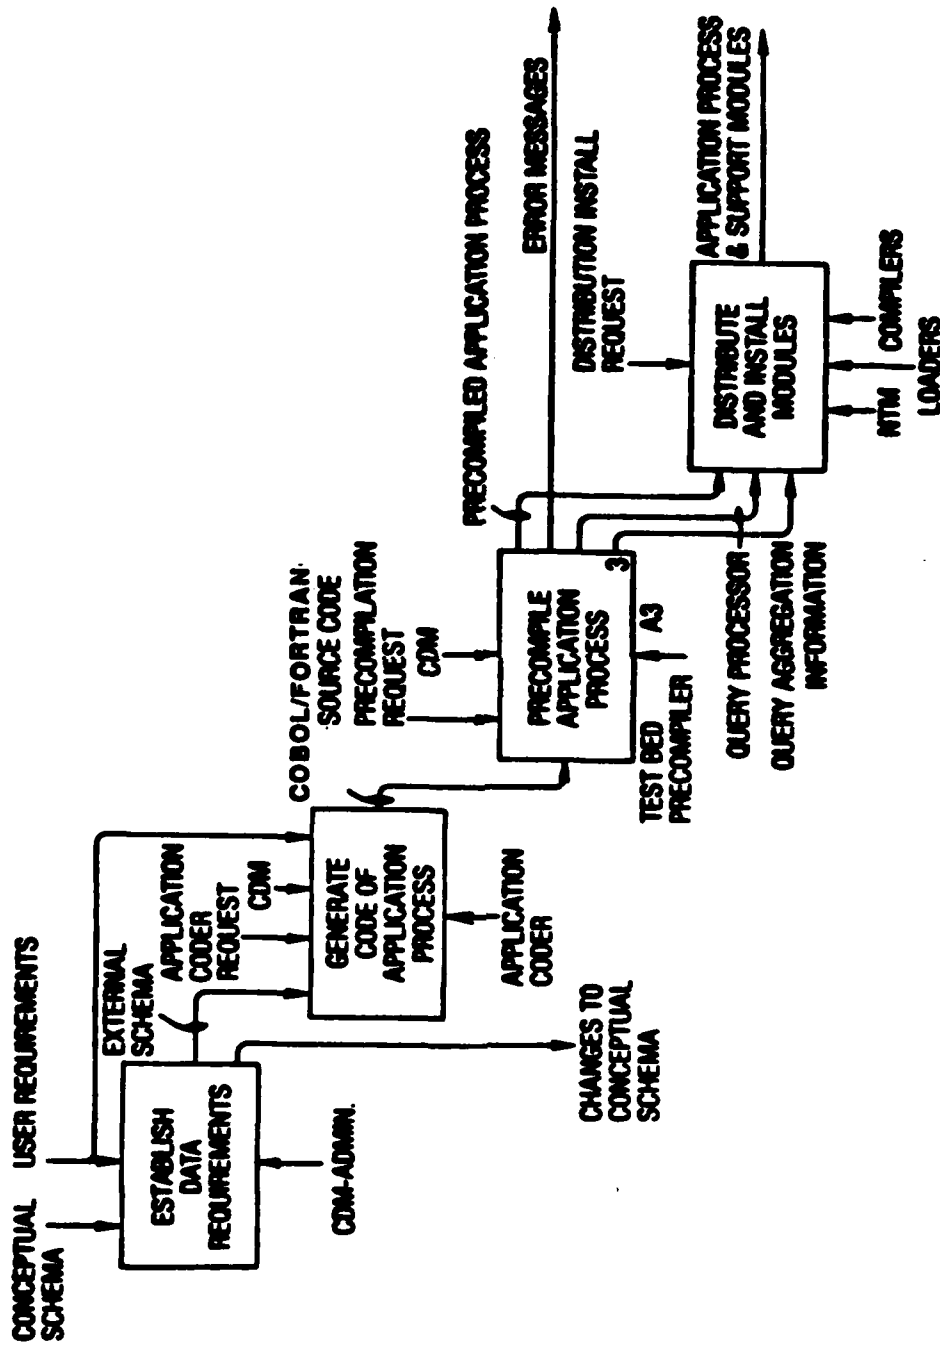 CONCEPTUAL
SCHEMA
USER REQUIREMENTS
ESTABLISH
DATA
REQUIREMENTS
CDM-ADMIN.
EXTERNAL
SCHEMA
APPLICATION
CODER
REQUEST
CDM
GENERATE
CODE OF
APPLICATION
PROCESS
APPLICATION
CODER
CHANGES TO
CONCEPTUAL
SCHEMA
COBOL/FORTRAN
SOURCE CODE
PRECOMPILATION
REQUEST
CDM
PRECOMPILE
APPLICATION
PROCESS
3
A3
TEST BED
PRECOMPILER
PRECOMPILED APPLICATION PROCESS
ERROR MESSAGES
DISTRIBUTION INSTALL
REQUEST
QUERY PROCESSOR
QUERY AGGREGATION
INFORMATION
DISTRIBUTE
AND INSTALL
MODULES
NTM
COMPILERS
LOADERS
APPLICATION PROCESS
& SUPPORT MODULES